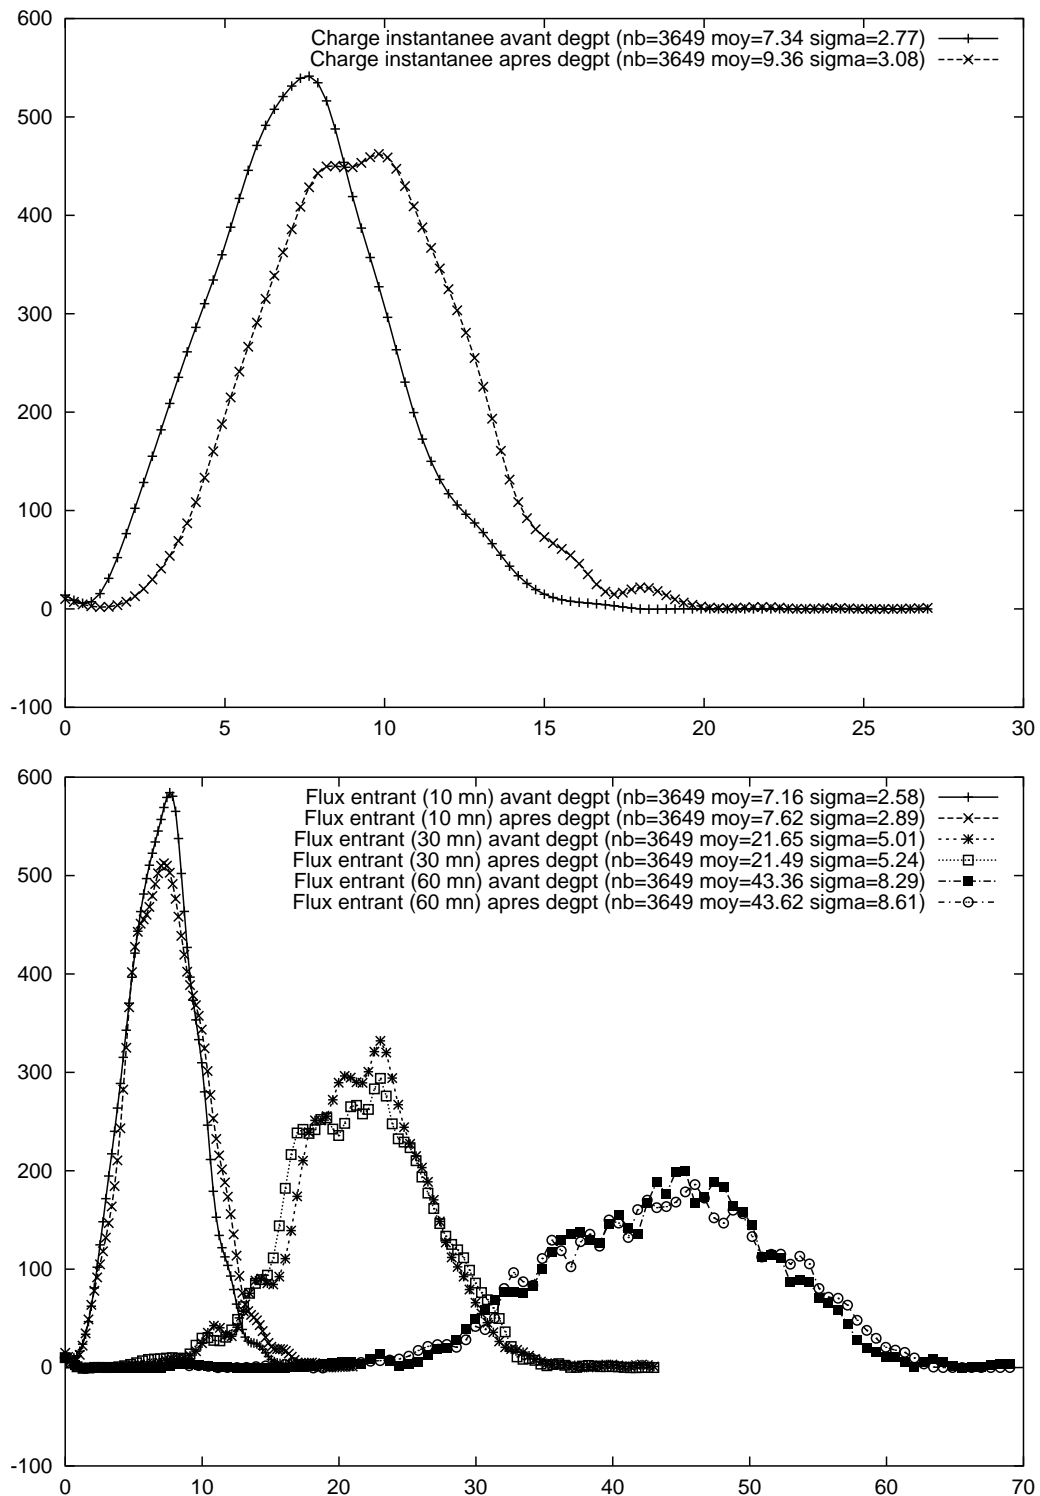 600
500
400
300
200
100
0
-100
0 5 10 15 20 25 30
Charge instantanee avant degpt (nb=3649 moy=7.34 sigma=2.77)
Charge instantanee apres degpt (nb=3649 moy=9.36 sigma=3.08)
600
500
400
300
200
100
0
-100
0 10 20 30 40 50 60 70
Flux entrant (10 mn) avant degpt (nb=3649 moy=7.16 sigma=2.58)
Flux entrant (10 mn) apres degpt (nb=3649 moy=7.62 sigma=2.89)
Flux entrant (30 mn) avant degpt (nb=3649 moy=21.65 sigma=5.01)
Flux entrant (30 mn) apres degpt (nb=3649 moy=21.49 sigma=5.24)
Flux entrant (60 mn) avant degpt (nb=3649 moy=43.36 sigma=8.29)
Flux entrant (60 mn) apres degpt (nb=3649 moy=43.62 sigma=8.61)